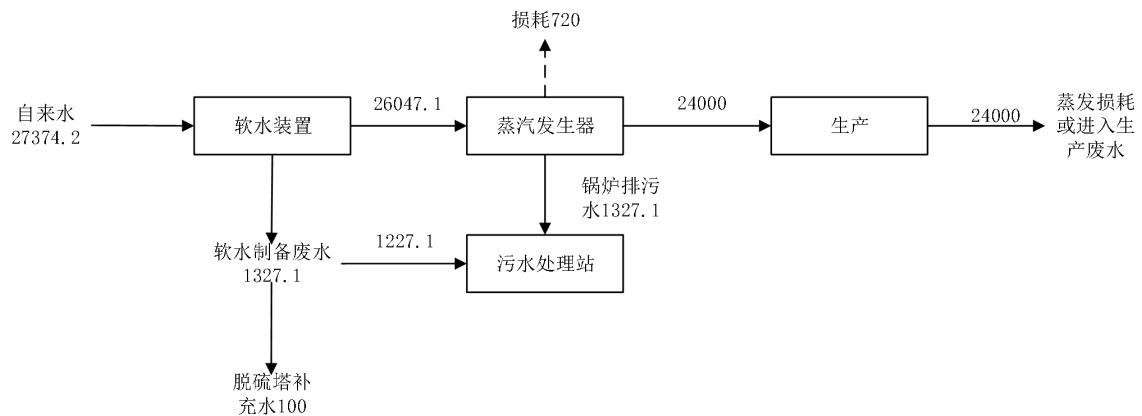 损耗720
自来水
27374.2
软水装置
26047.1
蒸汽发生器
24000
生产
24000
蒸发损耗
或进入生
产废水
锅炉排污
水1327.1
软水制备废水
1327.1
1227.1
污水处理站
脱硫塔补
充水100